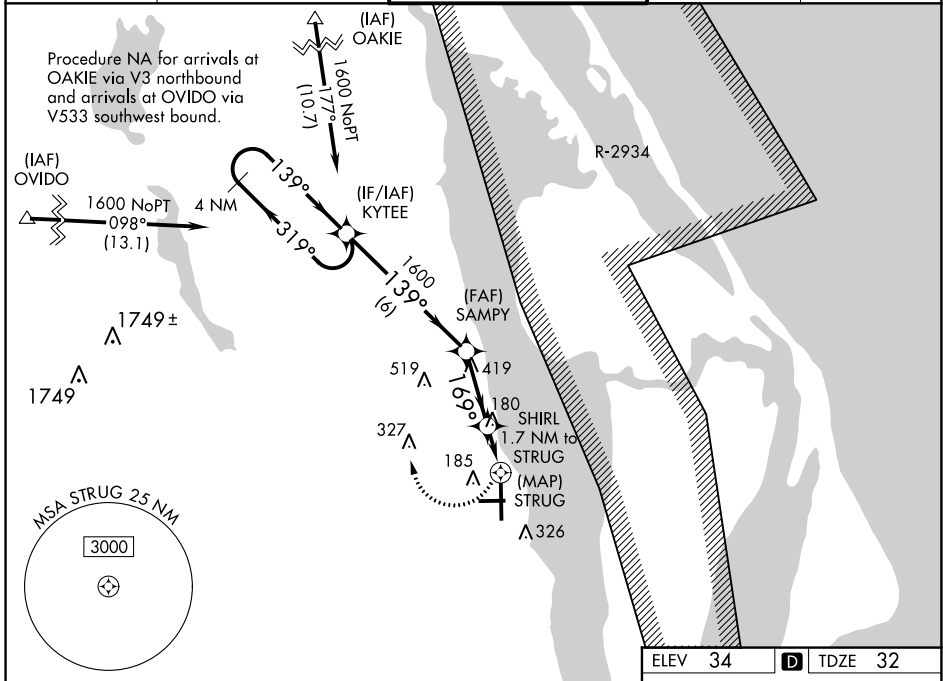 (IAF)
OAKIE
Procedure NA for arrivals at
OAKIE via V3 northbound
and arrivals at OVIDO via
V533 southwest bound.
1600 NoPT
177°
(10.7)
R-2934
(IAF)
OVIDO
1600 NoPT
098°
(13.1)
4 NM
139°
319°
(IF/IAF)
KYTEE
1600
139°
(6)
(FAF)
SAMPY
1749 ±
1749
519
419
169°
180
SHIRL
1.7 NM to
STRUG
327
185
(MAP)
STRUG
326
MSA STRUG 25 NM
3000
ELEV 34
D
TDZE 32